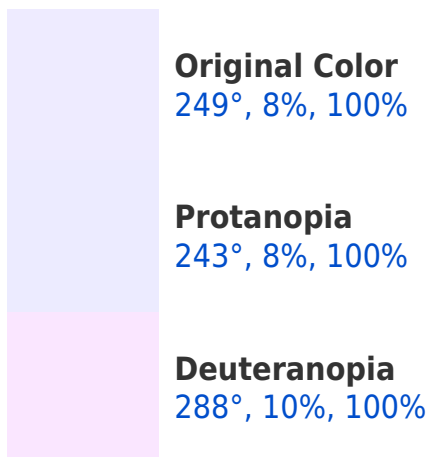 Original Color
249°, 8%, 100%
Protanopia
243°, 8%, 100%
Deuteranopia
288°, 10%, 100%